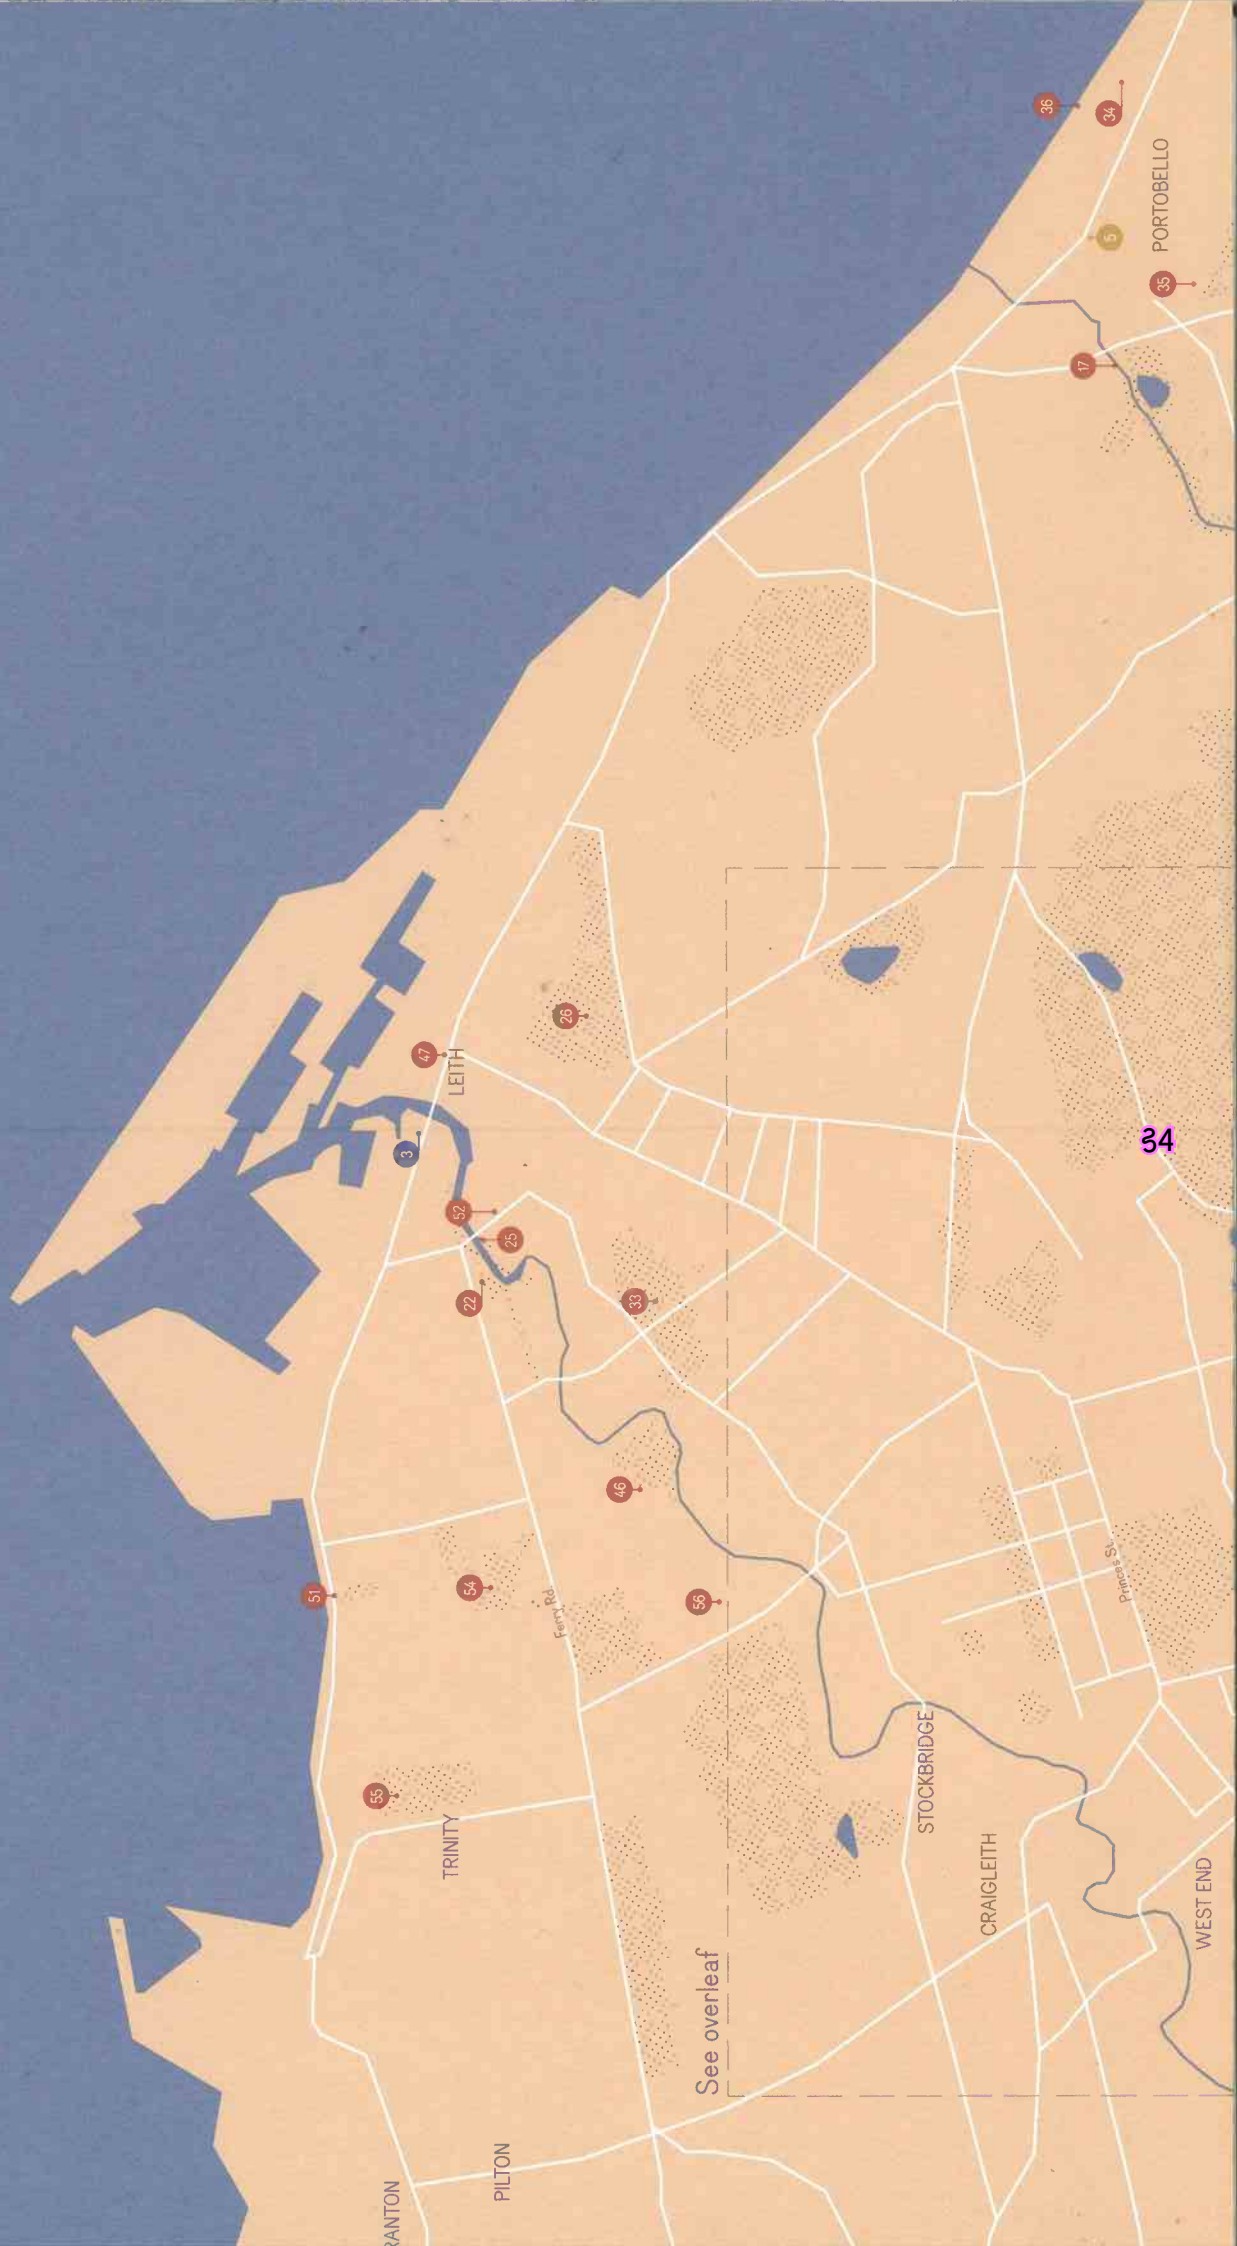 36
34
PORTOBELLO
5
35
17
26
47
LEITH
3
34
52
25
22
33
46
51
54
Ferry Rd
56
Princes St.
55
TRINITY
STOCKBRIDGE
CRAIGLEITH
WEST END
See overleaf
PILTON
RANTON